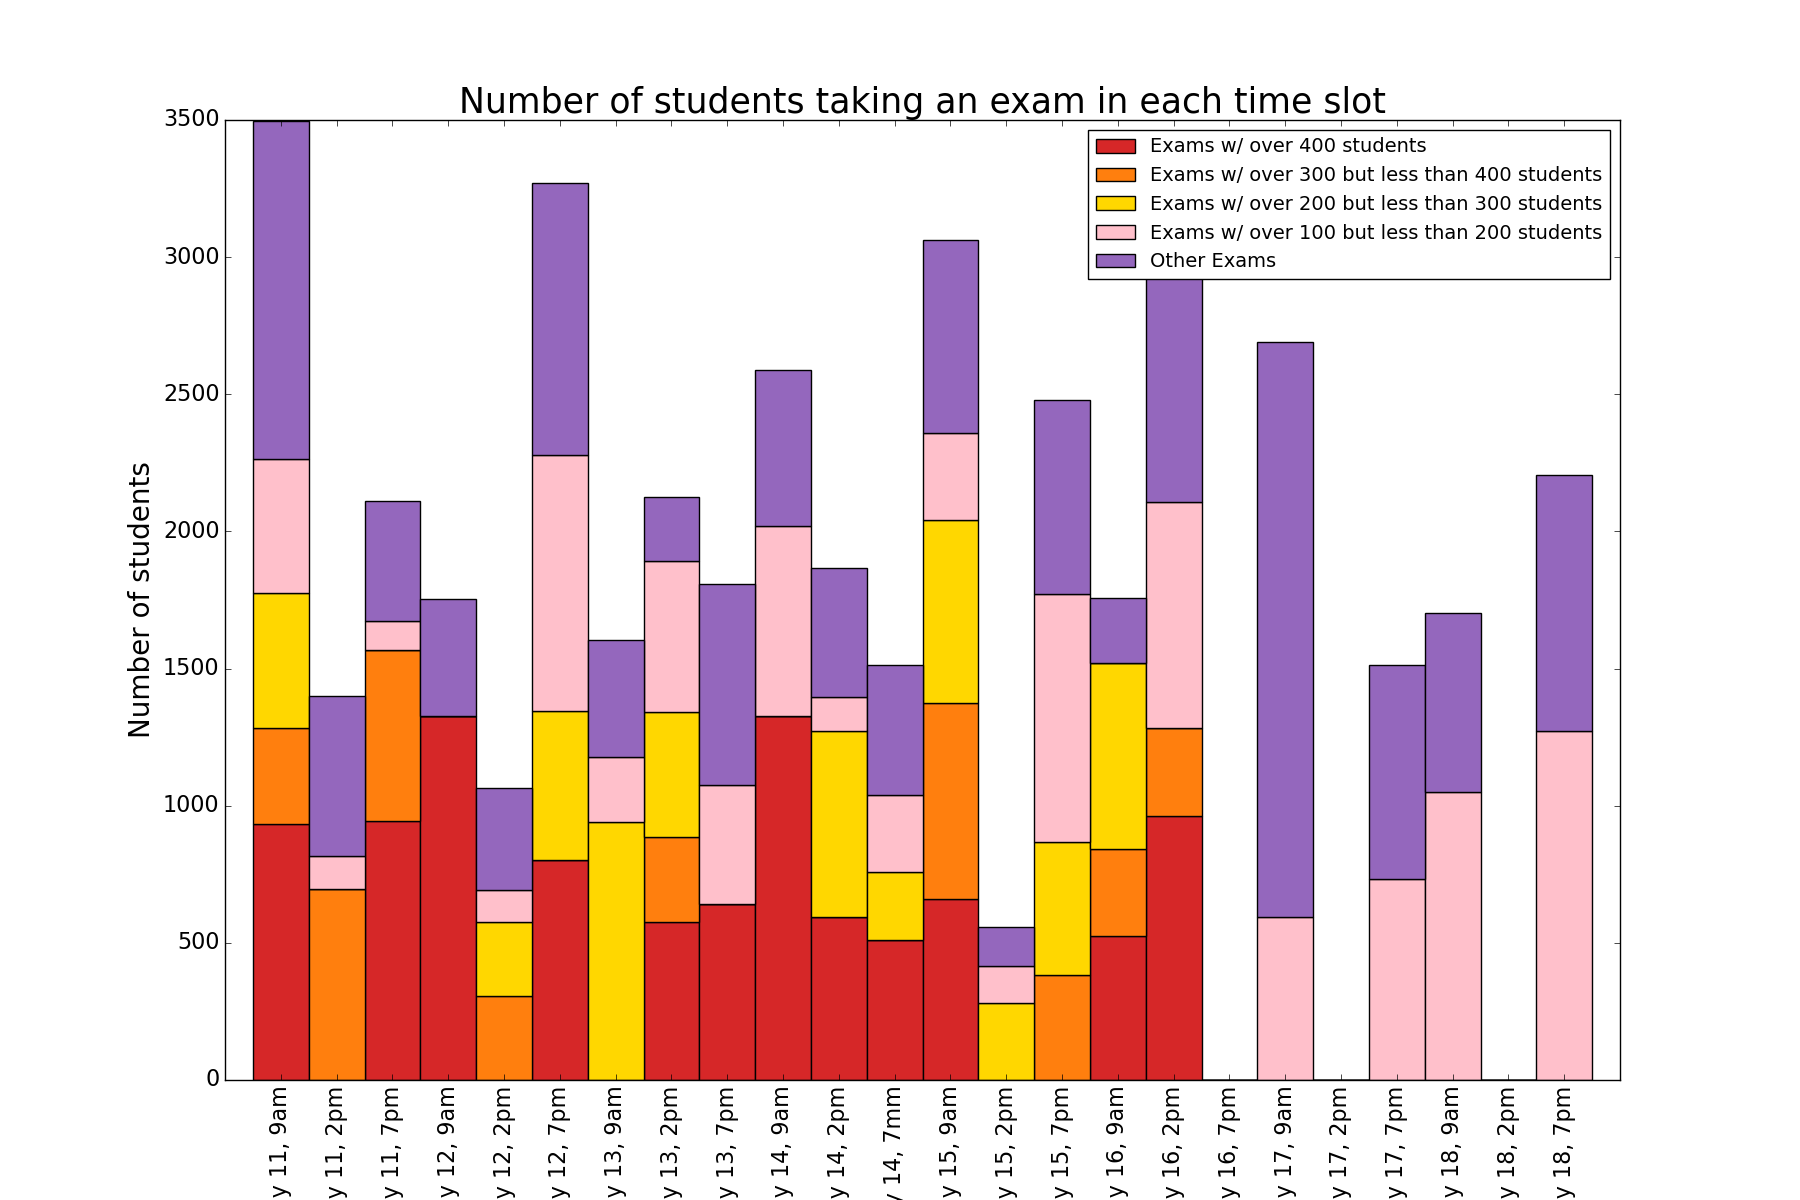 Number of students taking an exam in each time slot
Exams w/ over 400 students
Exams w/ over 300 but less than 400 students
Exams w/ over 200 but less than 300 students
Exams w/ over 100 but less than 200 students
Other Exams
Number of students
3500
3000
2500
2000
1500
1000
500
0
y 11, 9am
y 11, 2pm
y 11, 7pm
y 12, 9am
y 12, 2pm
y 12, 7pm
y 13, 9am
y 13, 2pm
y 13, 7pm
y 14, 9am
y 14, 2pm
y 14, 7mm
y 15, 9am
y 15, 2pm
y 15, 7pm
y 16, 9am
y 16, 2pm
y 16, 7pm
y 17, 9am
y 17, 2pm
y 17, 7pm
y 18, 9am
y 18, 2pm
y 18, 7pm